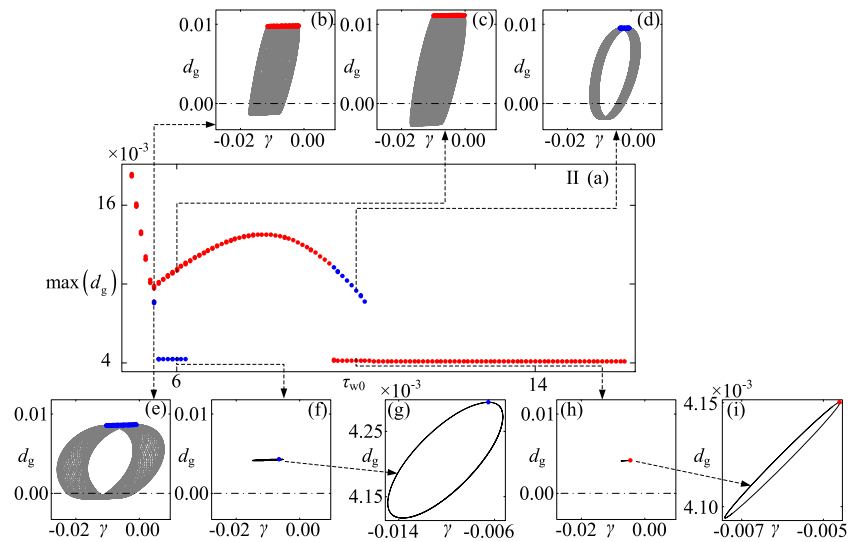 0.01 (b)
d_g
0.00
-0.02 γ 0.00
0.01 (c)
d_g
0.00
-0.02 γ 0.00
0.01 (d)
d_g
0.00
-0.02 γ 0.00
×10⁻³
II (a)
16
max(d_g)
4
6 τ_w0 14
0.01 (e)
d_g
0.00
-0.02 γ 0.00
0.01 (f)
d_g
0.00
-0.02 γ 0.00
×10⁻³
(g)
4.25
d_g
4.15
-0.014 γ -0.006
0.01 (h)
d_g
0.00
-0.02 γ 0.00
×10⁻³
4.15 (i)
d_g
4.10
-0.007 γ -0.005